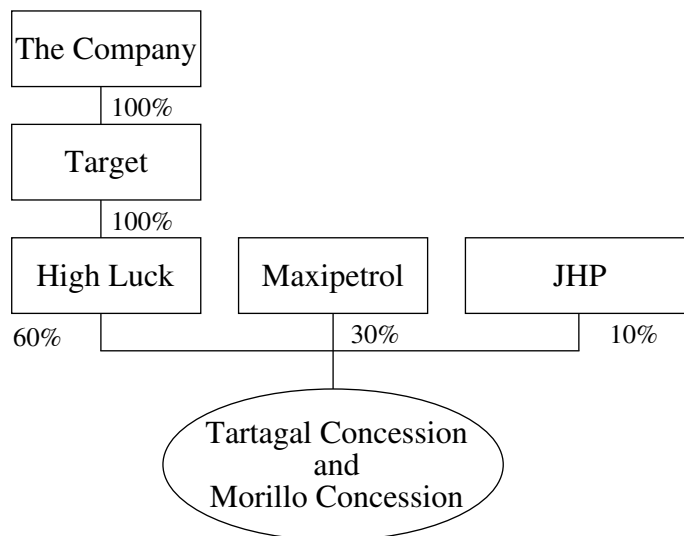 The Company
100%
Target
100%
High Luck
Maxipetrol
JHP
60%
30%
10%
Tartagal Concession
and
Morillo Concession